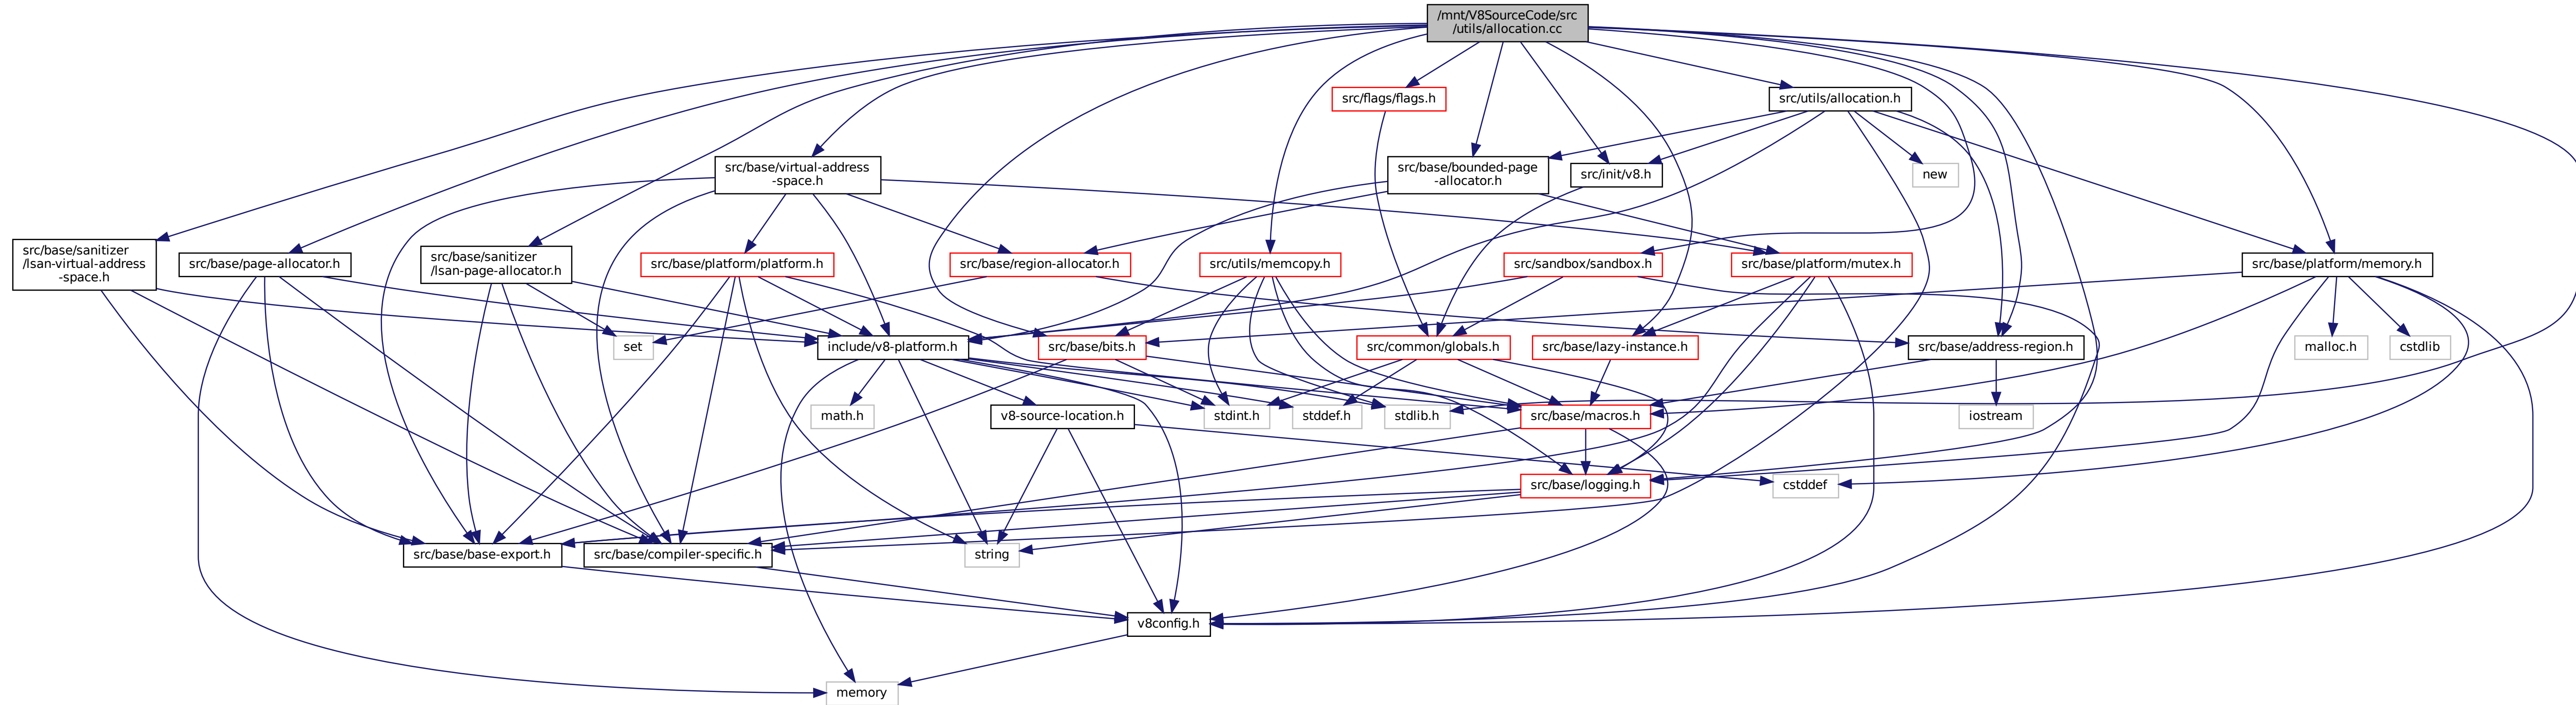 /mnt/V8SourceCode/src
/utils/allocation.cc
src/flags/flags.h
src/utils/allocation.h
src/base/virtual-address
-space.h
src/base/bounded-page
-allocator.h
src/init/v8.h
new
src/base/sanitizer
/lsan-virtual-address
-space.h
src/base/page-allocator.h
src/base/sanitizer
/lsan-page-allocator.h
src/base/platform/platform.h
src/base/region-allocator.h
src/utils/memcopy.h
src/sandbox/sandbox.h
src/base/platform/mutex.h
src/base/platform/memory.h
set
include/v8-platform.h
src/base/bits.h
src/common/globals.h
src/base/lazy-instance.h
src/base/address-region.h
malloc.h
cstdlib
math.h
v8-source-location.h
stdint.h
stddef.h
stdlib.h
src/base/macros.h
iostream
src/base/logging.h
cstddef
src/base/base-export.h
src/base/compiler-specific.h
string
v8config.h
memory